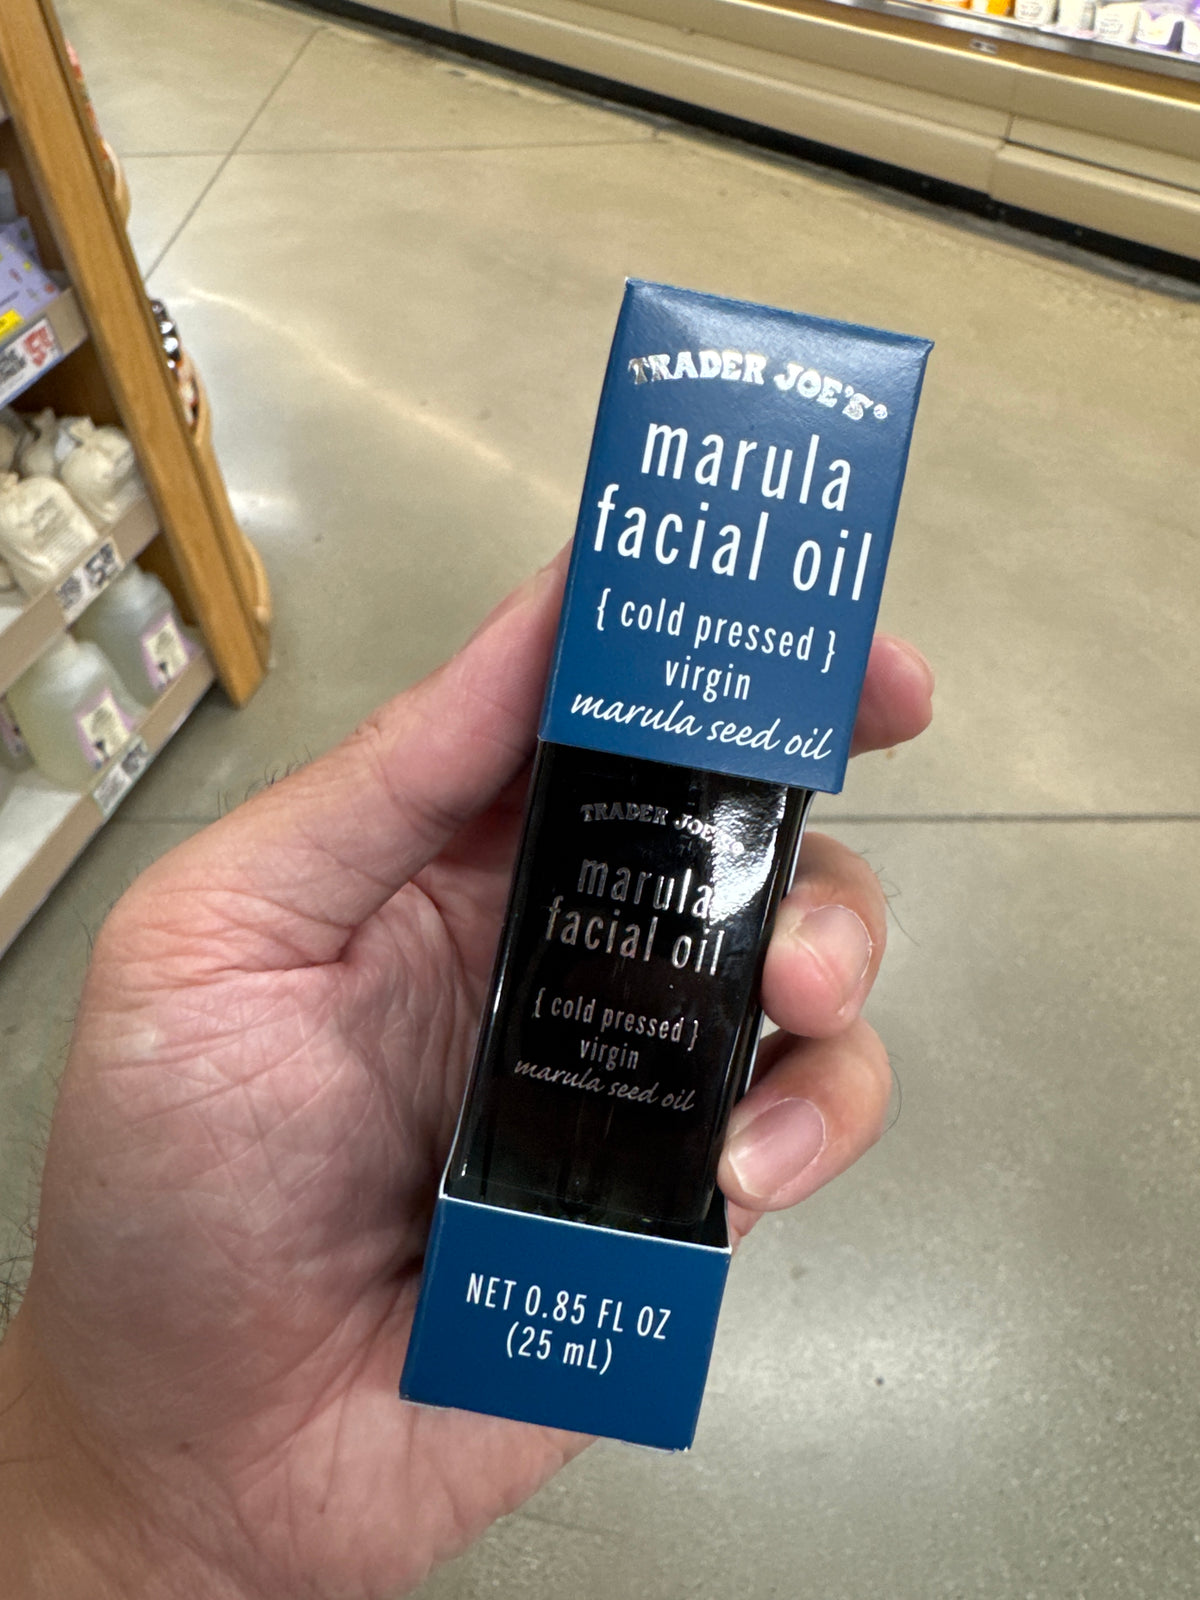 TRADER JOE'S®
marula
facial oil
{ cold pressed }
virgin
marula seed oil
TRADER JOE'S®
marula
facial oil
{ cold pressed }
virgin
marula seed oil
NET 0.85 FL OZ
(25 mL)